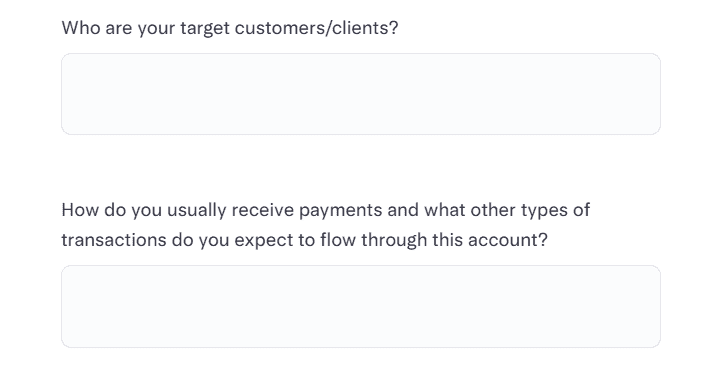 Who are your target customers/clients?
How do you usually receive payments and what other types of
transactions do you expect to flow through this account?